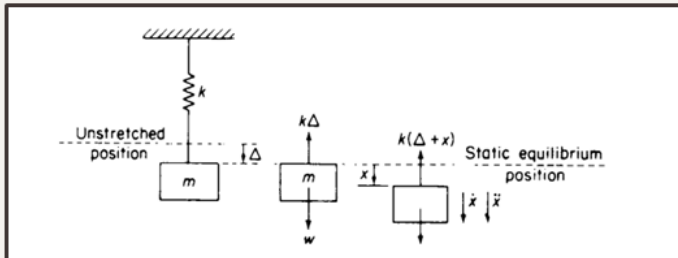 k
Unstretched
position
Δ
m
kΔ
m
w
k(Δ + x)
x
Static equilibrium
position
ẋ ẍ